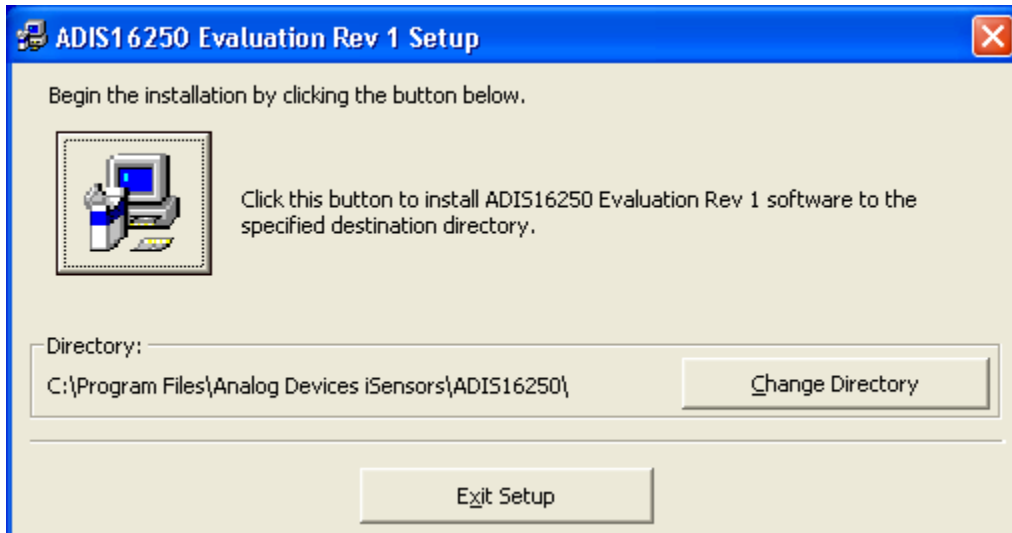 ADIS16250 Evaluation Rev 1 Setup
Begin the installation by clicking the button below.
Click this button to install ADIS16250 Evaluation Rev 1 software to the
specified destination directory.
Directory:
C:\Program Files\Analog Devices iSensors\ADIS16250\
Change Directory
Exit Setup